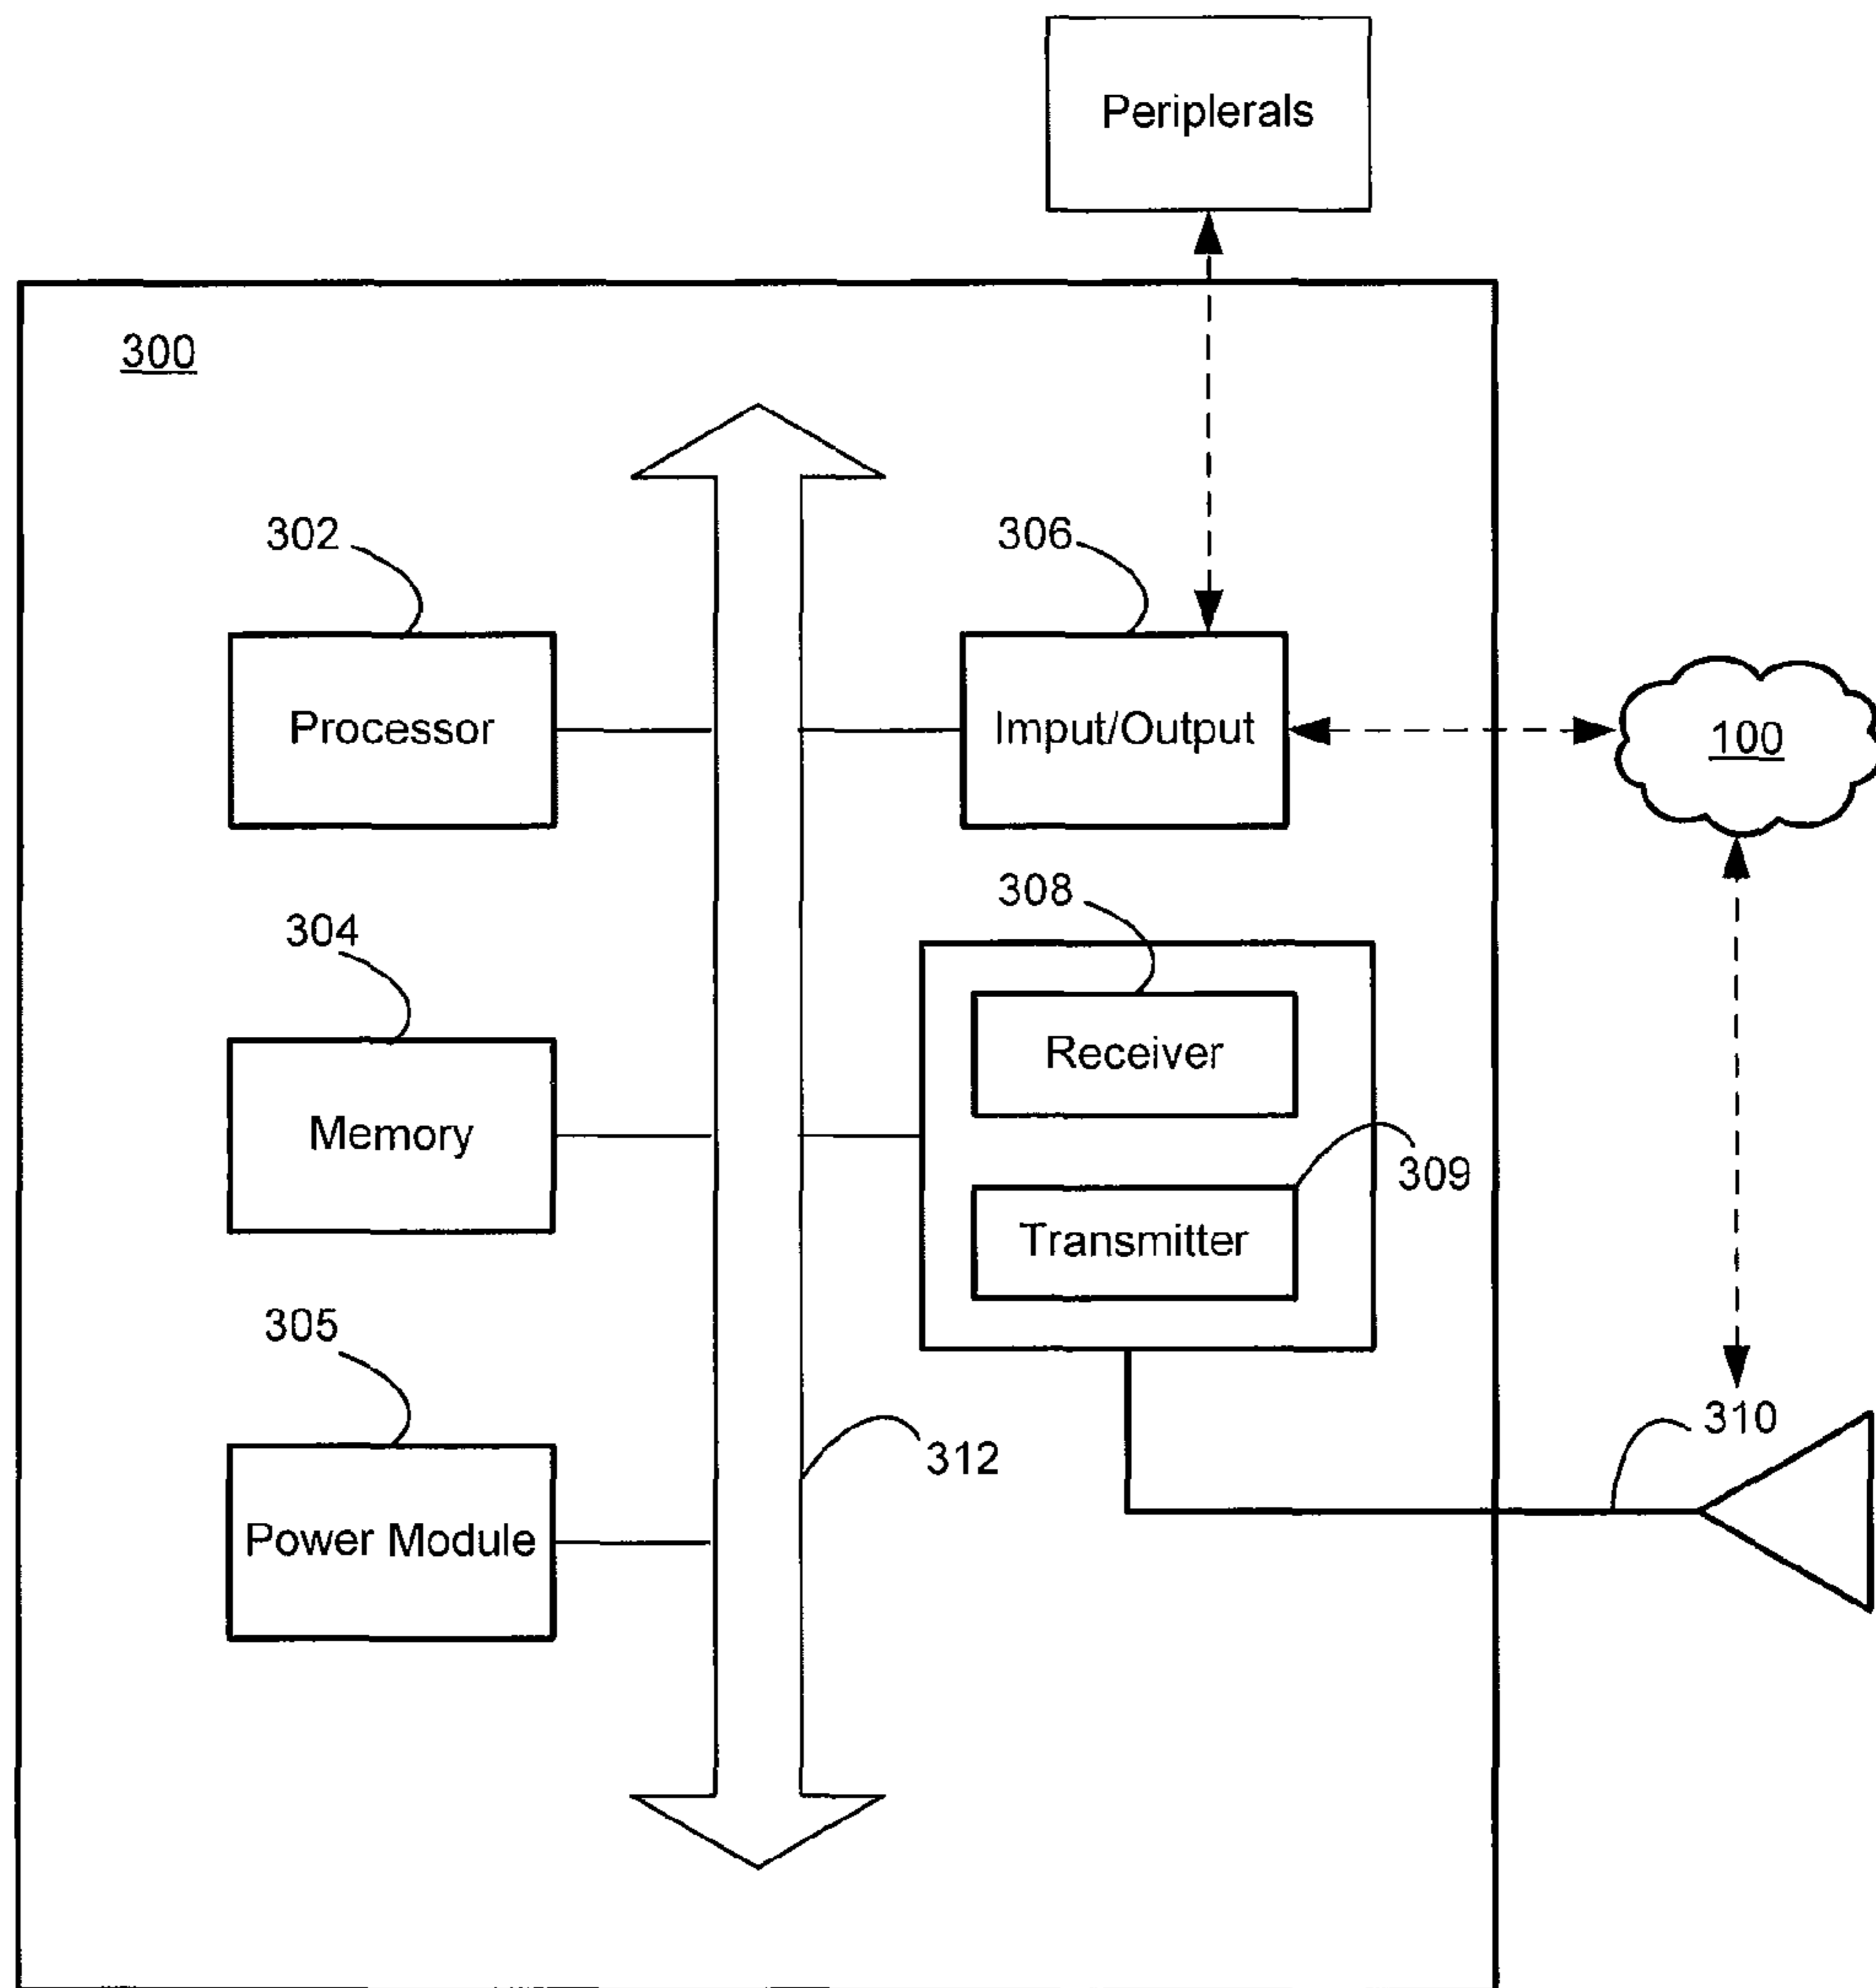 Periplerals
300
302
306
Processor
Imput/Output
100
308
304
Receiver
Memory
309
Transmitter
305
310
312
Power Module